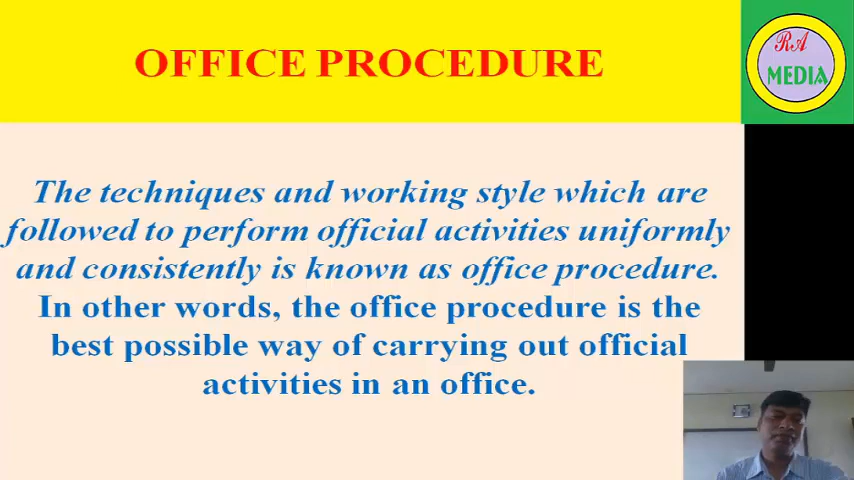 OFFICE PROCEDURE
RA
MEDIA
The techniques and working style which are
followed to perform official activities uniformly
and consistently is known as office procedure.
In other words, the office procedure is the
best possible way of carrying out official
activities in an office.